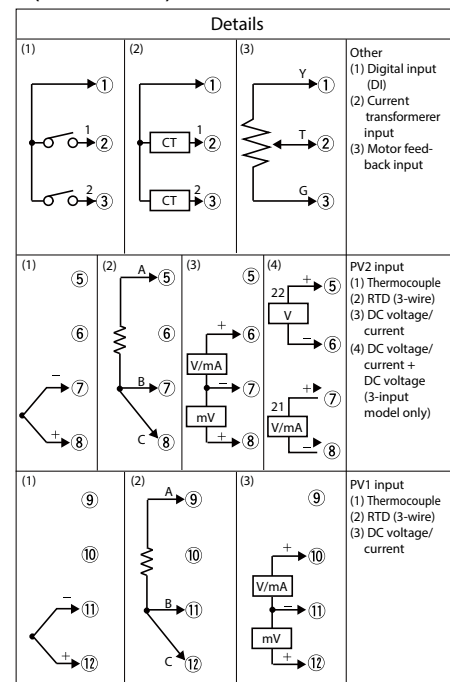 Details
(1)
① 
1
②
2
③
(2)
①
CT 1 ②
CT 2 ③
(3)
Y ①
T ②
G ③
Other
(1) Digital input
(DI)
(2) Current
transformerer
input
(3) Motor feed-
back input
(1)
⑤
⑥
− ⑦
+ ⑧
(2)
A ⑤
⑥
B ⑦
C ⑧
(3)
⑤
+ ⑥
V/mA
− ⑦
mV
+ ⑧
(4)
+ ⑤
22
V
− ⑥
+ ⑦
21
V/mA
− ⑧
PV2 input
(1) Thermocouple
(2) RTD (3-wire)
(3) DC voltage/
current
(4) DC voltage/
current +
DC voltage
(3-input
model only)
(1)
⑨
⑩
− ⑪
+ ⑫
(2)
A ⑨
⑩
B ⑪
C ⑫
(3)
⑨
+ ⑩
V/mA
− ⑪
mV
+ ⑫
PV1 input
(1) Thermocouple
(2) RTD (3-wire)
(3) DC voltage/
current